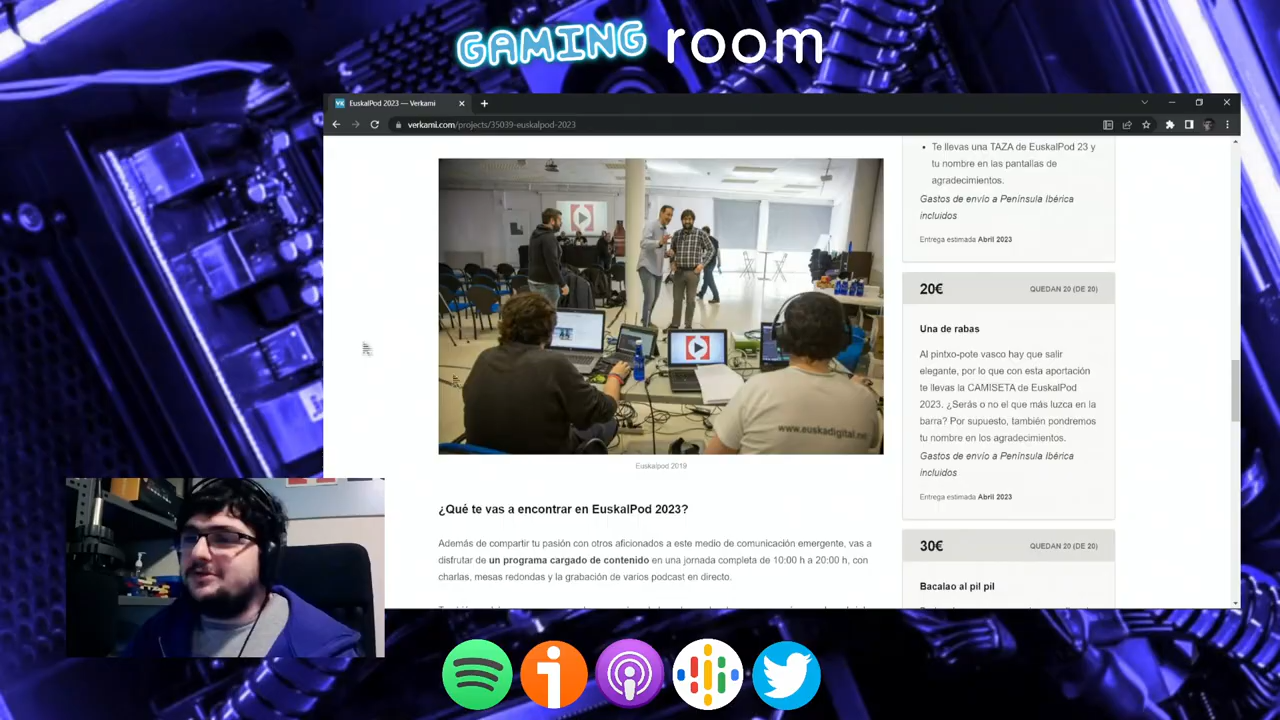 GAMING room
EuskalPod 2023 — Verkami
verkami.com/projects/35039-euskalpod-2023
www.euskadigital.ne
Euskalpod 2019
¿Qué te vas a encontrar en EuskalPod 2023?
Además de compartir tu pasión con otros aficionados a este medio de comunicación emergente, vas a
disfrutar de un programa cargado de contenido en una jornada completa de 10:00 h a 20:00 h, con
charlas, mesas redondas y la grabación de varios podcast en directo.
• Te llevas una TAZA de EuskalPod 23 y
tu nombre en las pantallas de
agradecimientos.
Gastos de envío a Península Ibérica
incluidos
Entrega estimada Abril 2023
20€ QUEDAN 20 (DE 20)
Una de rabas
Al pintxo-pote vasco hay que salir
elegante, por lo que con esta aportación
te llevas la CAMISETA de EuskalPod
2023. ¿Serás o no el que más luzca en la
barra? Por supuesto, también pondremos
tu nombre en los agradecimientos.
Gastos de envío a Península Ibérica
incluidos
Entrega estimada Abril 2023
30€ QUEDAN 20 (DE 20)
Bacalao al pil pil